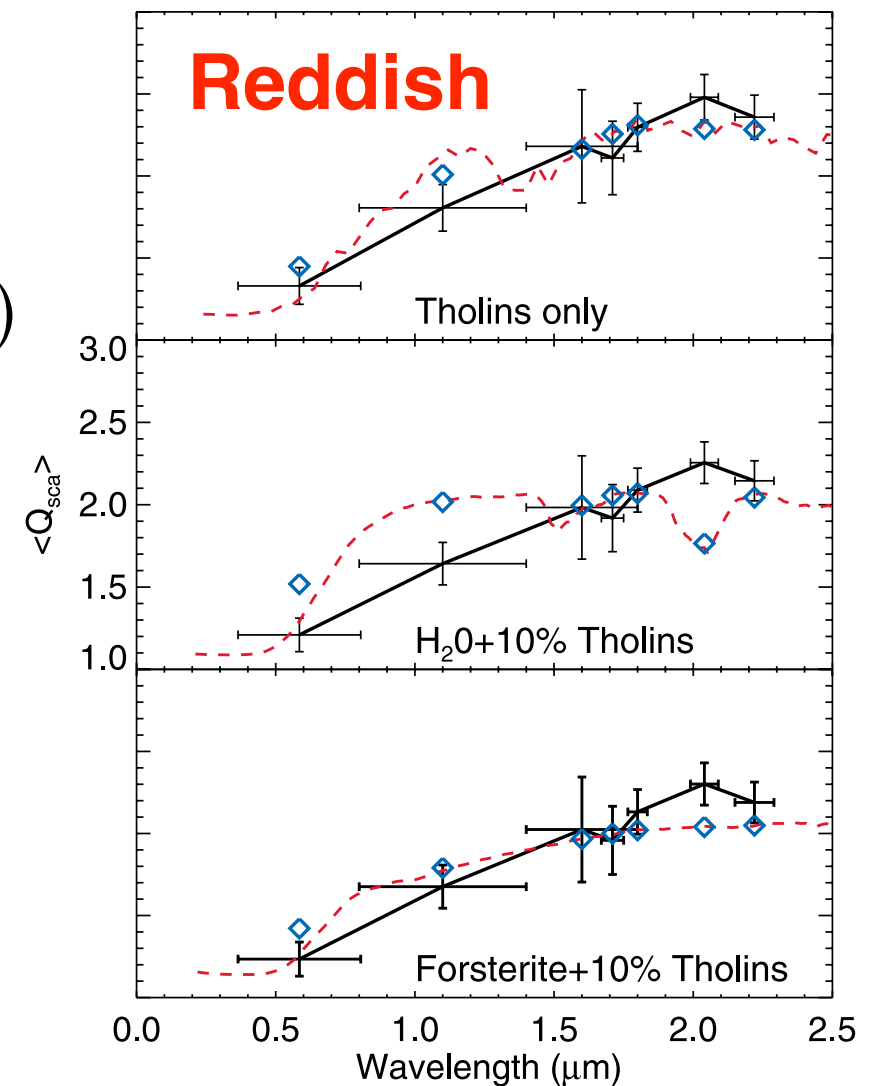 Reddish
)
Tholins only
3.0
2.5
2.0
1.5
1.0
<Q_sca>
H₂0+10% Tholins
Forsterite+10% Tholins
0.0 0.5 1.0 1.5 2.0 2.5
Wavelength (μm)